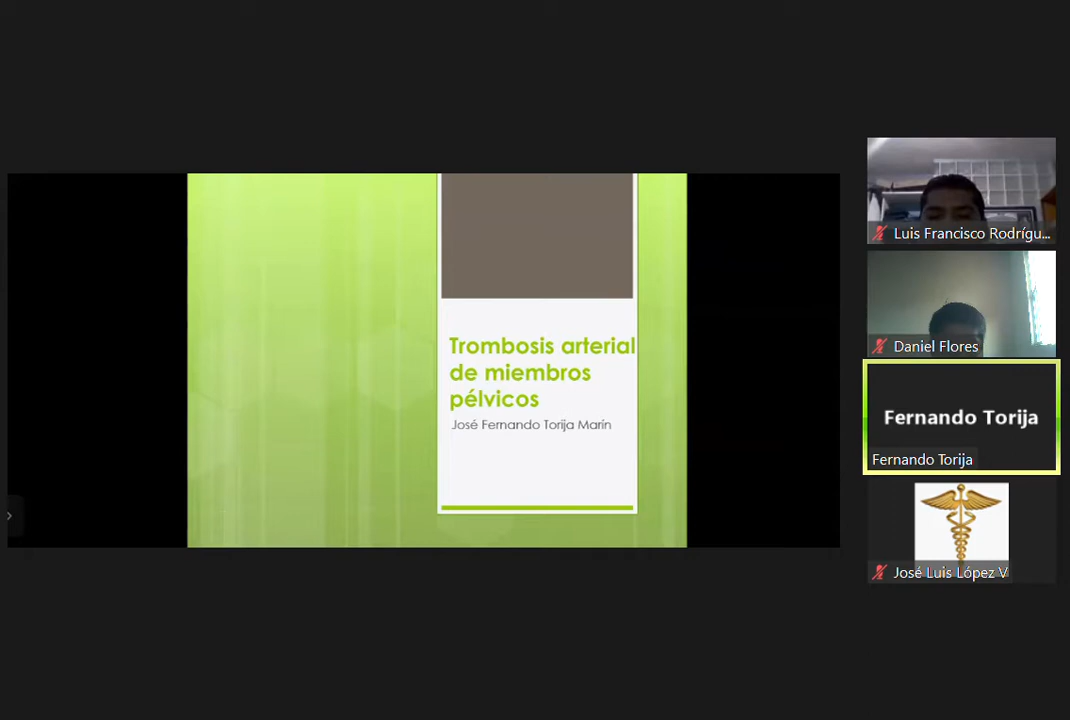 Trombosis arterial
de miembros
pélvicos
José Fernando Torija Marin
Luis Francisco Rodrígu...
Daniel Flores
Fernando Torija
Fernando Torija
José Luis López V